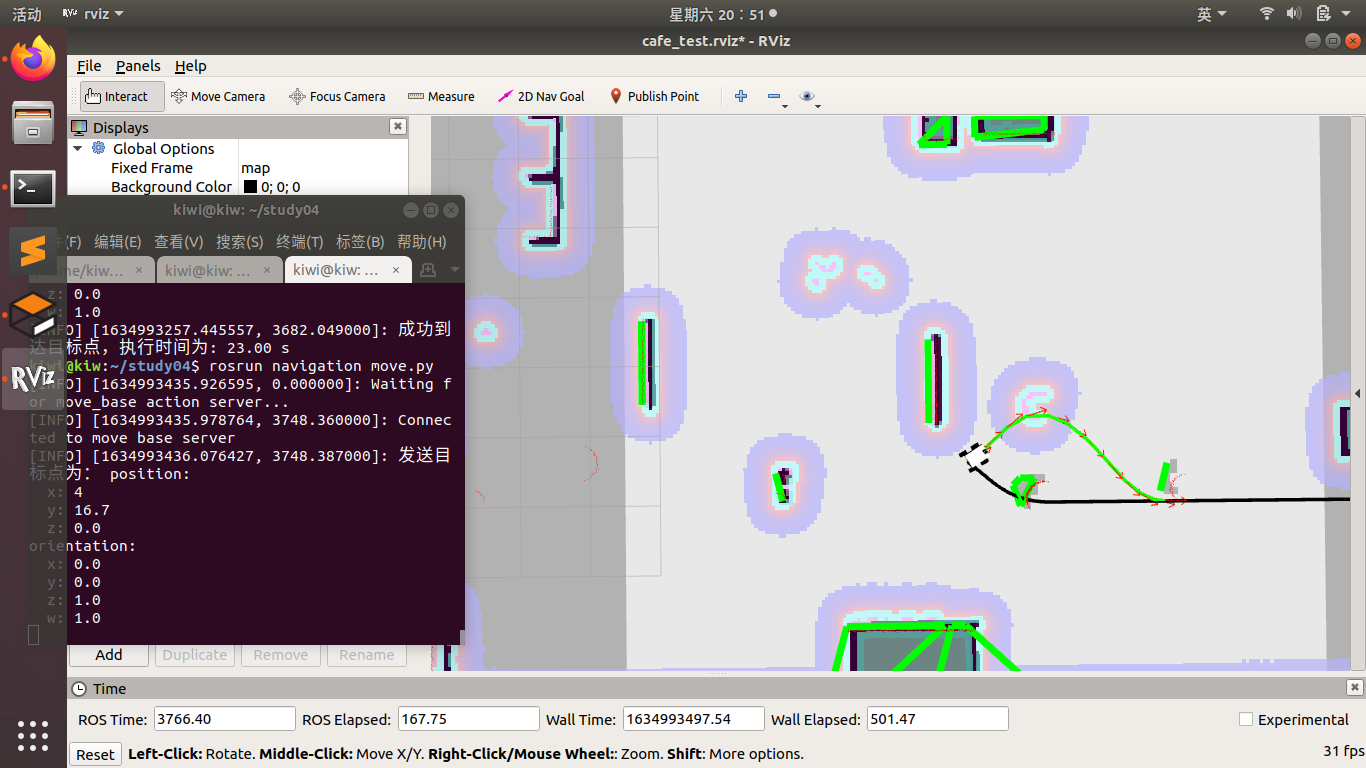 活动 rviz 星期六 20：51 英
cafe_test.rviz* - RViz
File Panels Help
Interact Move Camera Focus Camera Measure 2D Nav Goal Publish Point
Displays
Global Options
Fixed Frame map
Background Color 0; 0; 0
kiwi@kiw: ~/study04
(F) 编辑(E) 查看(V) 搜索(S) 终端(T) 标签(B) 帮助(H)
ome/kiw... × kiwi@kiw: ... × kiwi@kiw: ... ×
z: 0.0
w: 1.0
[INFO] [1634993257.445557, 3682.049000]: 成功到
达目标点，执行时间为: 23.00 s
kiwi@kiw:~/study04$ rosrun navigation move.py
[INFO] [1634993435.926595, 0.000000]: Waiting f
or move_base action server...
[INFO] [1634993435.978764, 3748.360000]: Connec
ted to move base server
[INFO] [1634993436.076427, 3748.387000]: 发送目
标点为： position:
x: 4
y: 16.7
z: 0.0
orientation:
x: 0.0
y: 0.0
z: 1.0
w: 1.0
RViz
Add Duplicate Remove Rename
Time
ROS Time: 3766.40 ROS Elapsed: 167.75 Wall Time: 1634993497.54 Wall Elapsed: 501.47 Experimental
Reset Left-Click: Rotate. Middle-Click: Move X/Y. Right-Click/Mouse Wheel:: Zoom. Shift: More options. 31 fps